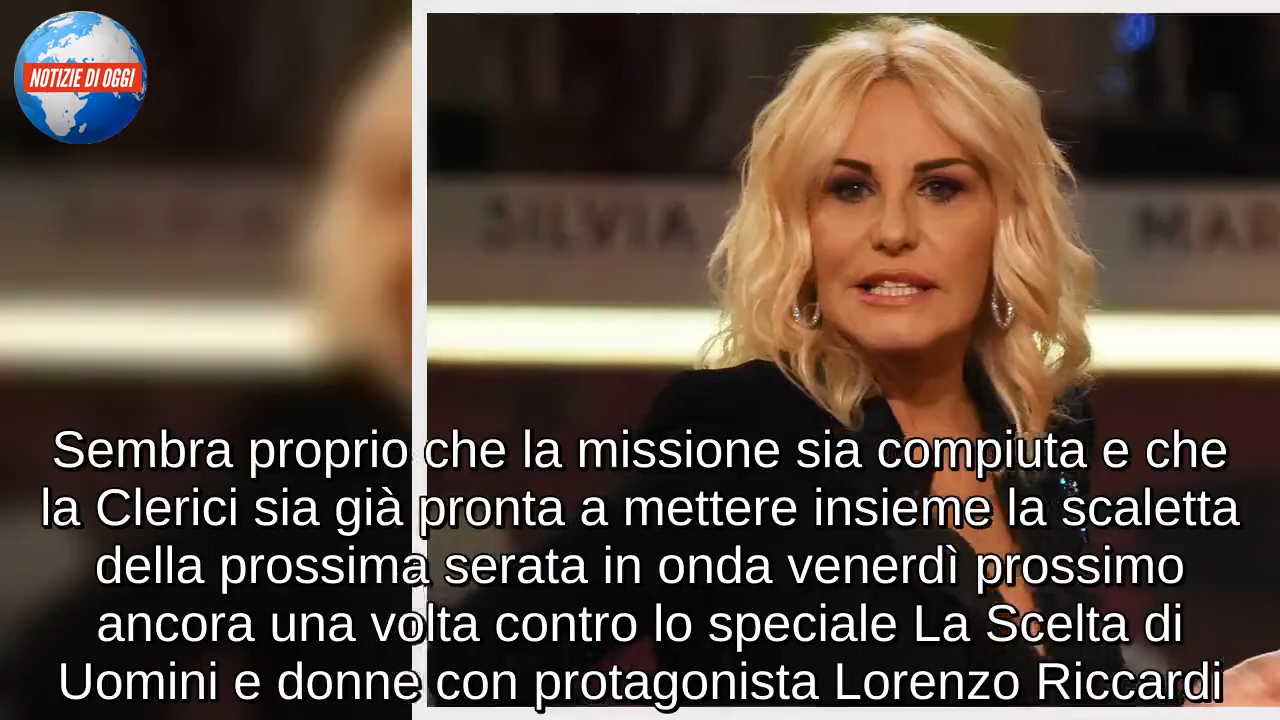 NOTIZIE DI OGGI
SILVIA
MAR
Sembra proprio che la missione sia compiuta e che
la Clerici sia già pronta a mettere insieme la scaletta
della prossima serata in onda venerdì prossimo
ancora una volta contro lo speciale La Scelta di
Uomini e donne con protagonista Lorenzo Riccardi